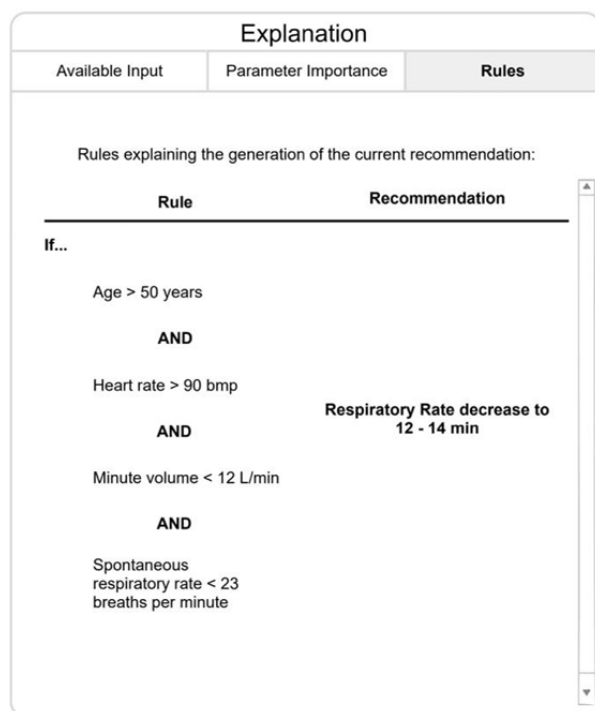 Explanation
Available Input
Parameter Importance
Rules
Rules explaining the generation of the current recommendation:
Rule
Recommendation
If...
Age > 50 years
AND
Heart rate > 90 bmp
AND
Minute volume < 12 L/min
AND
Spontaneous
respiratory rate < 23
breaths per minute
Respiratory Rate decrease to
12 - 14 min